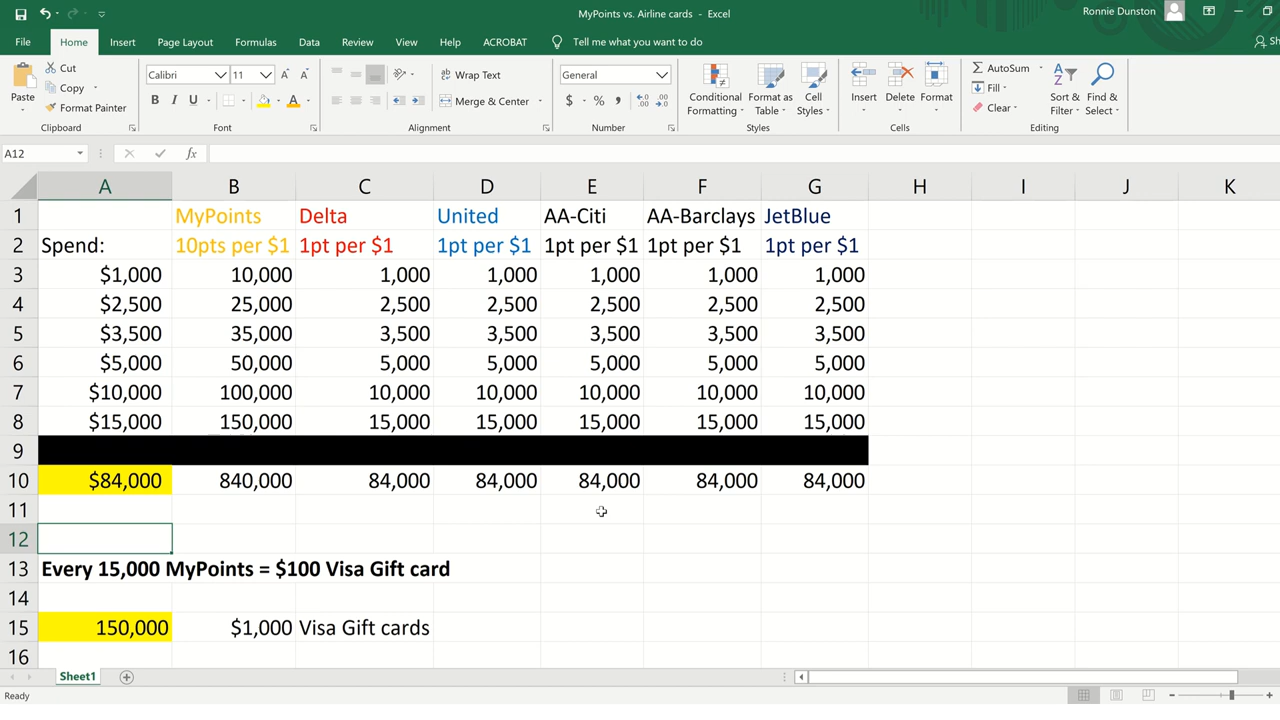 MyPoints vs. Airline cards - Excel
Ronnie Dunston
File Home Insert Page Layout Formulas Data Review View Help ACROBAT Tell me what you want to do Sh
Paste
Cut
Copy
Format Painter
Clipboard
Calibri 11
B I U
Font
Wrap Text
Merge & Center
Alignment
General
$ % ,
Number
Conditional Formatting
Format as Table
Cell Styles
Styles
Insert
Delete
Format
Cells
AutoSum
Fill
Clear
Sort & Filter
Find & Select
Editing
A12
fx
A B C D E F G H I J K
1 MyPoints Delta United AA-Citi AA-Barclays JetBlue
2 Spend: 10pts per $1 1pt per $1 1pt per $1 1pt per $1 1pt per $1 1pt per $1
3 $1,000 10,000 1,000 1,000 1,000 1,000 1,000
4 $2,500 25,000 2,500 2,500 2,500 2,500 2,500
5 $3,500 35,000 3,500 3,500 3,500 3,500 3,500
6 $5,000 50,000 5,000 5,000 5,000 5,000 5,000
7 $10,000 100,000 10,000 10,000 10,000 10,000 10,000
8 $15,000 150,000 15,000 15,000 15,000 15,000 15,000
9
10 $84,000 840,000 84,000 84,000 84,000 84,000 84,000
11
12
13 Every 15,000 MyPoints = $100 Visa Gift card
14
15 150,000 $1,000 Visa Gift cards
16
Sheet1
Ready